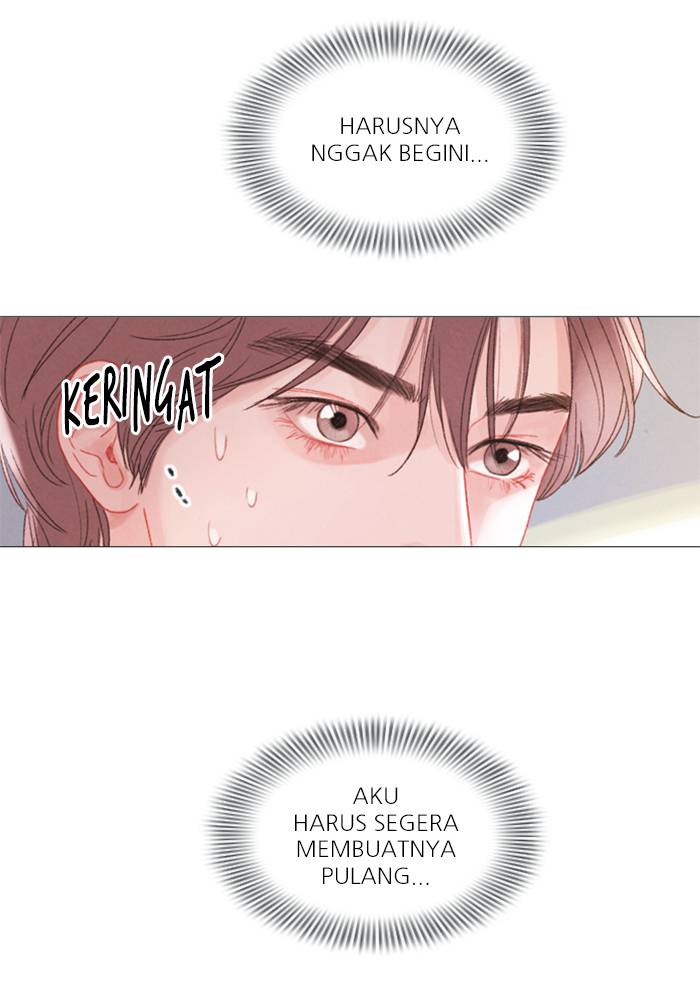 HARUSNYA
NGGAK BEGINI...
KERINGAT
AKU
HARUS SEGERA
MEMBUATNYA
PULANG...